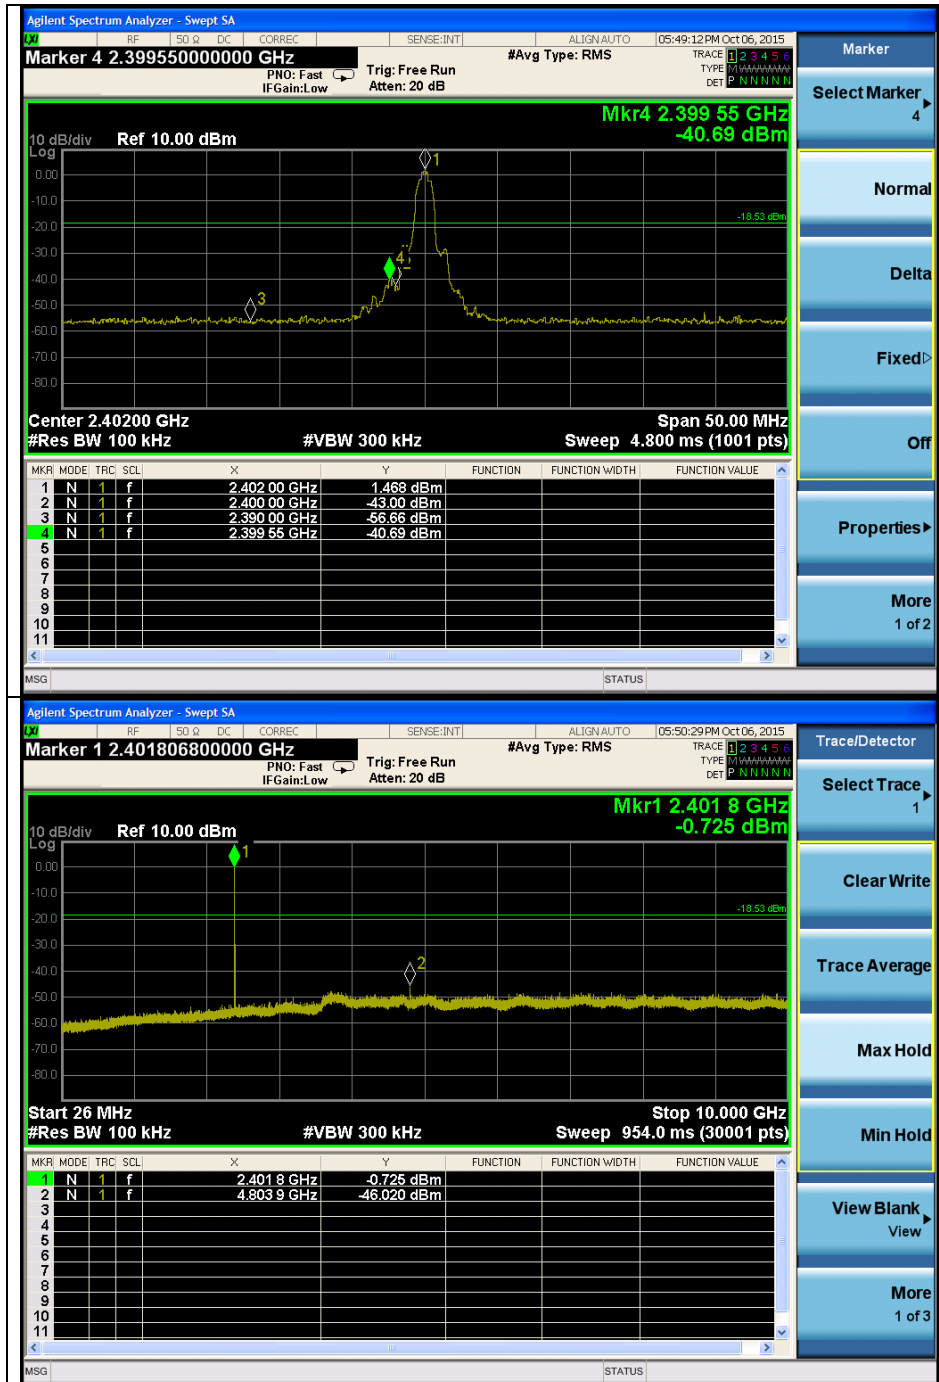 Agilent Spectrum Analyzer - Swept SA
LXI RF 50 Ω DC CORREC SENSE:INT ALIGN AUTO 05:49:12 PM Oct 06, 2015
Marker 4 2.399550000000 GHz
PNO: Fast
IFGain:Low
Trig: Free Run
Atten: 20 dB
#Avg Type: RMS
TRACE 1 2 3 4 5 6
TYPE M WWWWW
DET P N N N N N
Mkr4 2.399 55 GHz
-40.69 dBm
10 dB/div Ref 10.00 dBm
Log
0.00
-10.0
-20.0
-30.0
-40.0
-50.0
-60.0
-70.0
-80.0
1
-18.53 dBm
4
3
Center 2.40200 GHz Span 50.00 MHz
#Res BW 100 kHz #VBW 300 kHz Sweep 4.800 ms (1001 pts)
MKR MODE TRC SCL X Y FUNCTION FUNCTION WIDTH FUNCTION VALUE
1 N 1 f 2.402 00 GHz 1.468 dBm
2 N 1 f 2.400 00 GHz -43.00 dBm
3 N 1 f 2.390 00 GHz -56.66 dBm
4 N 1 f 2.399 55 GHz -40.69 dBm
5
6
7
8
9
10
11
MSG STATUS
Marker
Select Marker
4
Normal
Delta
Fixed
Off
Properties
More
1 of 2
Agilent Spectrum Analyzer - Swept SA
LXI RF 50 Ω DC CORREC SENSE:INT ALIGN AUTO 05:50:29 PM Oct 06, 2015
Marker 1 2.401806800000 GHz
PNO: Fast
IFGain:Low
Trig: Free Run
Atten: 20 dB
#Avg Type: RMS
TRACE 1 2 3 4 5 6
TYPE M WWWWW
DET P N N N N N
Mkr1 2.401 8 GHz
-0.725 dBm
10 dB/div Ref 10.00 dBm
Log
0.00
-10.0
-20.0
-30.0
-40.0
-50.0
-60.0
-70.0
-80.0
1
-18.53 dBm
2
Start 26 MHz Stop 10.000 GHz
#Res BW 100 kHz #VBW 300 kHz Sweep 954.0 ms (30001 pts)
MKR MODE TRC SCL X Y FUNCTION FUNCTION WIDTH FUNCTION VALUE
1 N 1 f 2.401 8 GHz -0.725 dBm
2 N 1 f 4.803 9 GHz -46.020 dBm
3
4
5
6
7
8
9
10
11
MSG STATUS
Trace/Detector
Select Trace
1
Clear Write
Trace Average
Max Hold
Min Hold
View Blank
View
More
1 of 3